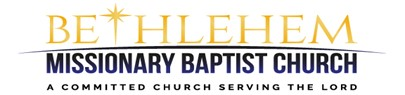 BETHLEHEM
MISSIONARY BAPTIST CHURCH
A COMMITTED CHURCH SERVING THE LORD